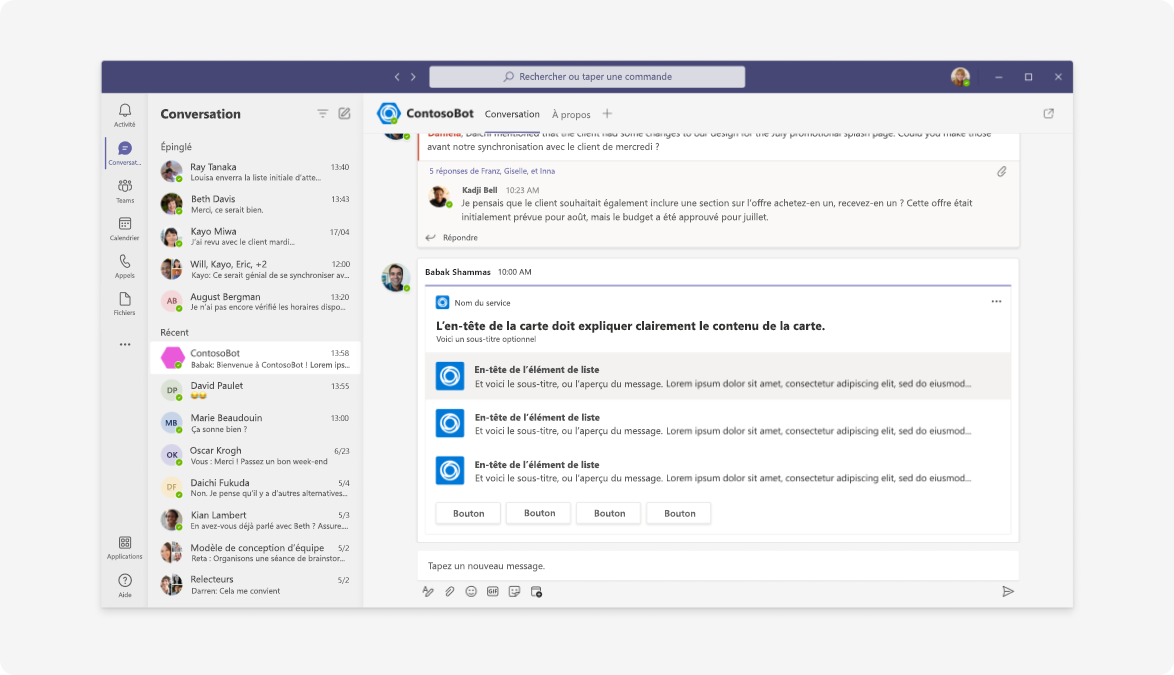 Rechercher ou taper une commande
Activité
Conversat...
Teams
Calendrier
Appels
Fichiers
Applications
Aide
Conversation
Épinglé
Ray Tanaka 13:40
Louisa enverra la liste initiale d'atte...
Beth Davis 13:43
Merci, ce serait bien.
Kayo Miwa 17/04
J'ai revu avec le client mardi...
Will, Kayo, Eric, +2 12:00
Kayo: Ce serait génial de se synchroniser av...
AB
August Bergman 13:20
Je n'ai pas encore vérifié les horaires dispo...
Récent
ContosoBot 13:58
Babak: Bienvenue à ContosoBot ! Lorem ips...
DP
David Paulet 13:55
MB
Marie Beaudouin 13:00
Ça sonne bien ?
OK
Oscar Krogh 6/23
Vous : Merci ! Passez un bon week-end
DF
Daichi Fukuda 5/4
Non. Je pense qu'il y a d'autres alternatives...
Kian Lambert 5/3
En avez-vous déjà parlé avec Beth ? Assure....
Modèle de conception d'équipe 5/2
Reta : Organisons une séance de brainstor...
Relecteurs 5/2
Darren: Cela me convient
ContosoBot Conversation À propos
Daniela, Daichi mentioned that the client had some changes to our design for the July promotional splash page. Could you make those
avant notre synchronisation avec le client de mercredi ?
5 réponses de Franz, Giselle, et Inna
Kadji Bell 10:23 AM
Je pensais que le client souhaitait également inclure une section sur l'offre achetez-en un, recevez-en un ? Cette offre était
initialement prévue pour août, mais le budget a été approuvé pour juillet.
Répondre
Babak Shammas 10:00 AM
Nom du service
L'en-tête de la carte doit expliquer clairement le contenu de la carte.
Voici un sous-titre optionnel
En-tête de l'élément de liste
Et voici le sous-titre, ou l'aperçu du message. Lorem ipsum dolor sit amet, consectetur adipiscing elit, sed do eiusmod...
En-tête de l'élément de liste
Et voici le sous-titre, ou l'aperçu du message. Lorem ipsum dolor sit amet, consectetur adipiscing elit, sed do eiusmod...
En-tête de l'élément de liste
Et voici le sous-titre, ou l'aperçu du message. Lorem ipsum dolor sit amet, consectetur adipiscing elit, sed do eiusmod...
Bouton Bouton Bouton Bouton
Tapez un nouveau message.
GIF